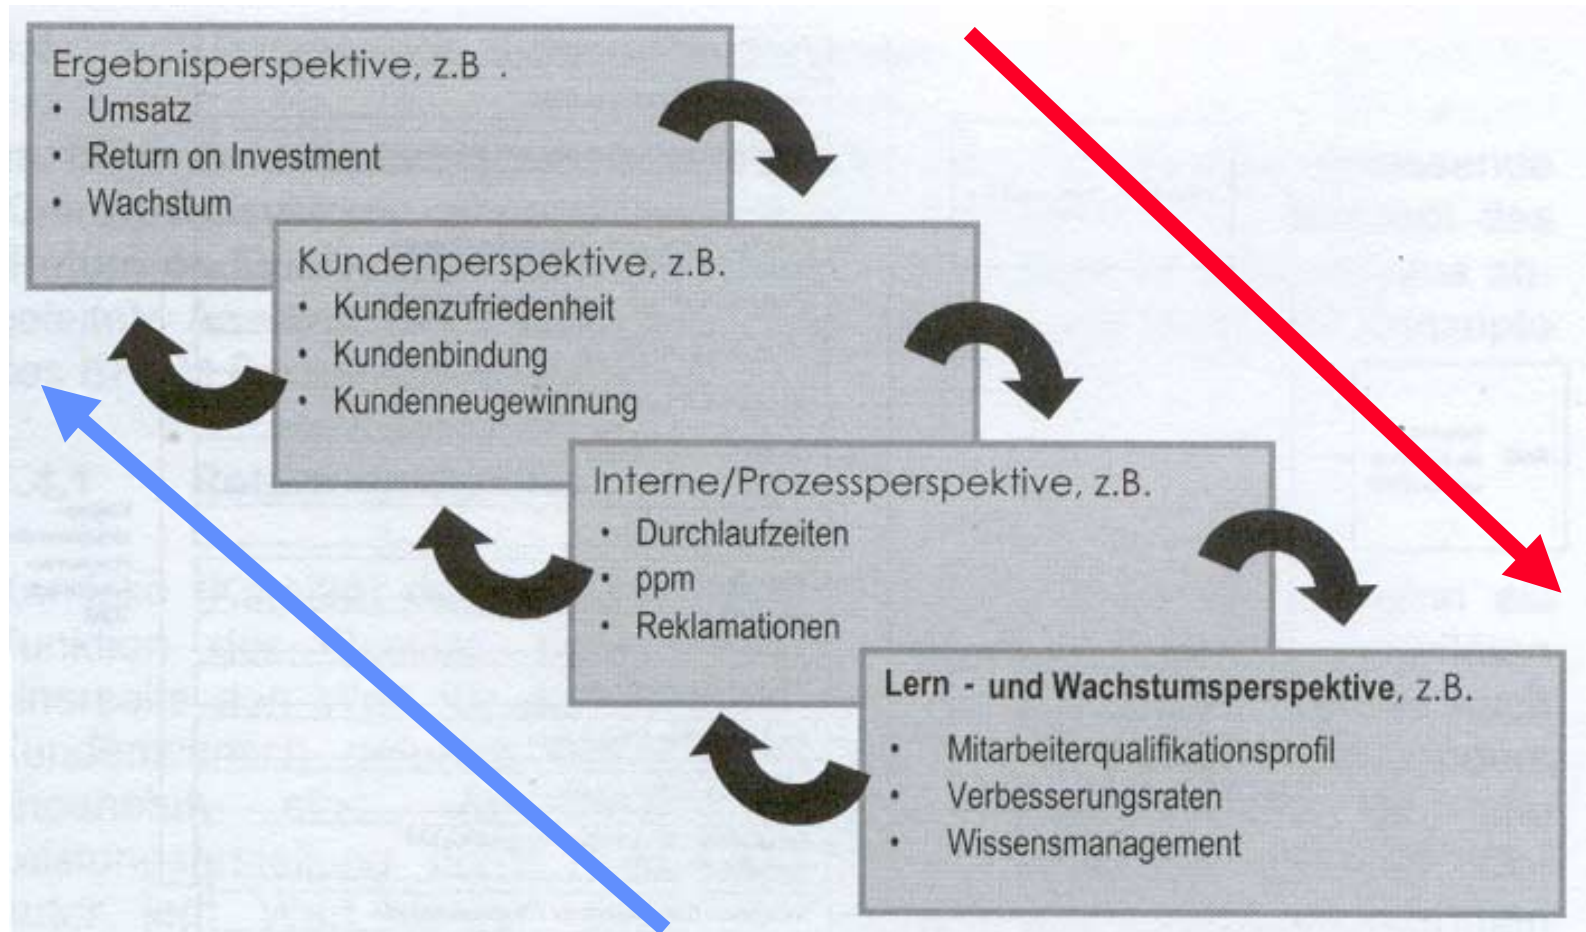 Ergebnisperspektive, z.B .
• Umsatz
• Return on Investment
• Wachstum
Kundenperspektive, z.B.
• Kundenzufriedenheit
• Kundenbindung
• Kundenneugewinnung
Interne/Prozessperspektive, z.B.
• Durchlaufzeiten
• ppm
• Reklamationen
Lern - und Wachstumsperspektive, z.B.
• Mitarbeiterqualifikationsprofil
• Verbesserungsraten
• Wissensmanagement